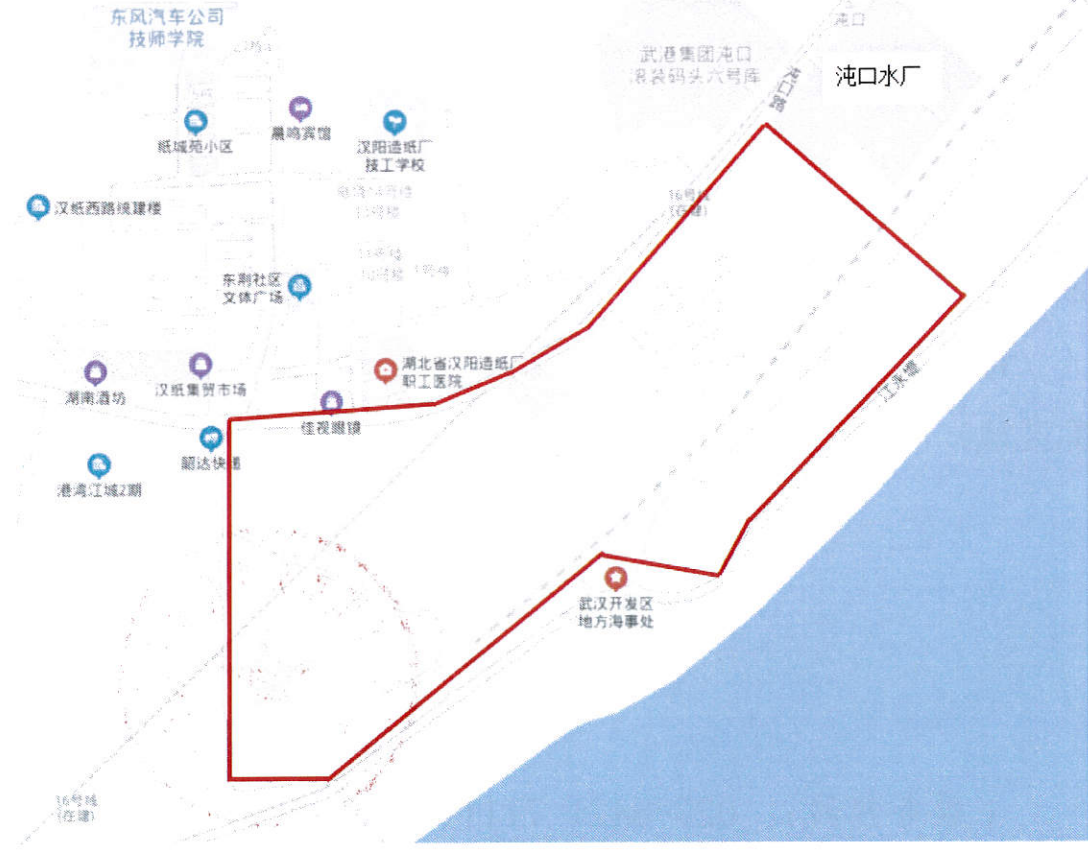 东风汽车公司
技师学院
沌口
武港集团沌口
滚装码头六号库
沌口水厂
沌口路
晨鸣宾馆
纸城苑小区
汉阳造纸厂
技工学校
16号线
(在建)
汉纸西路统建楼
东荆社区
文体广场
湖北省汉阳造纸厂
职工医院
汉纸集贸市场
湖南酒坊
江永堤
佳视眼镜
韶达快递
港湾江城2期
武汉开发区
地方海事处
16号线
(在建)